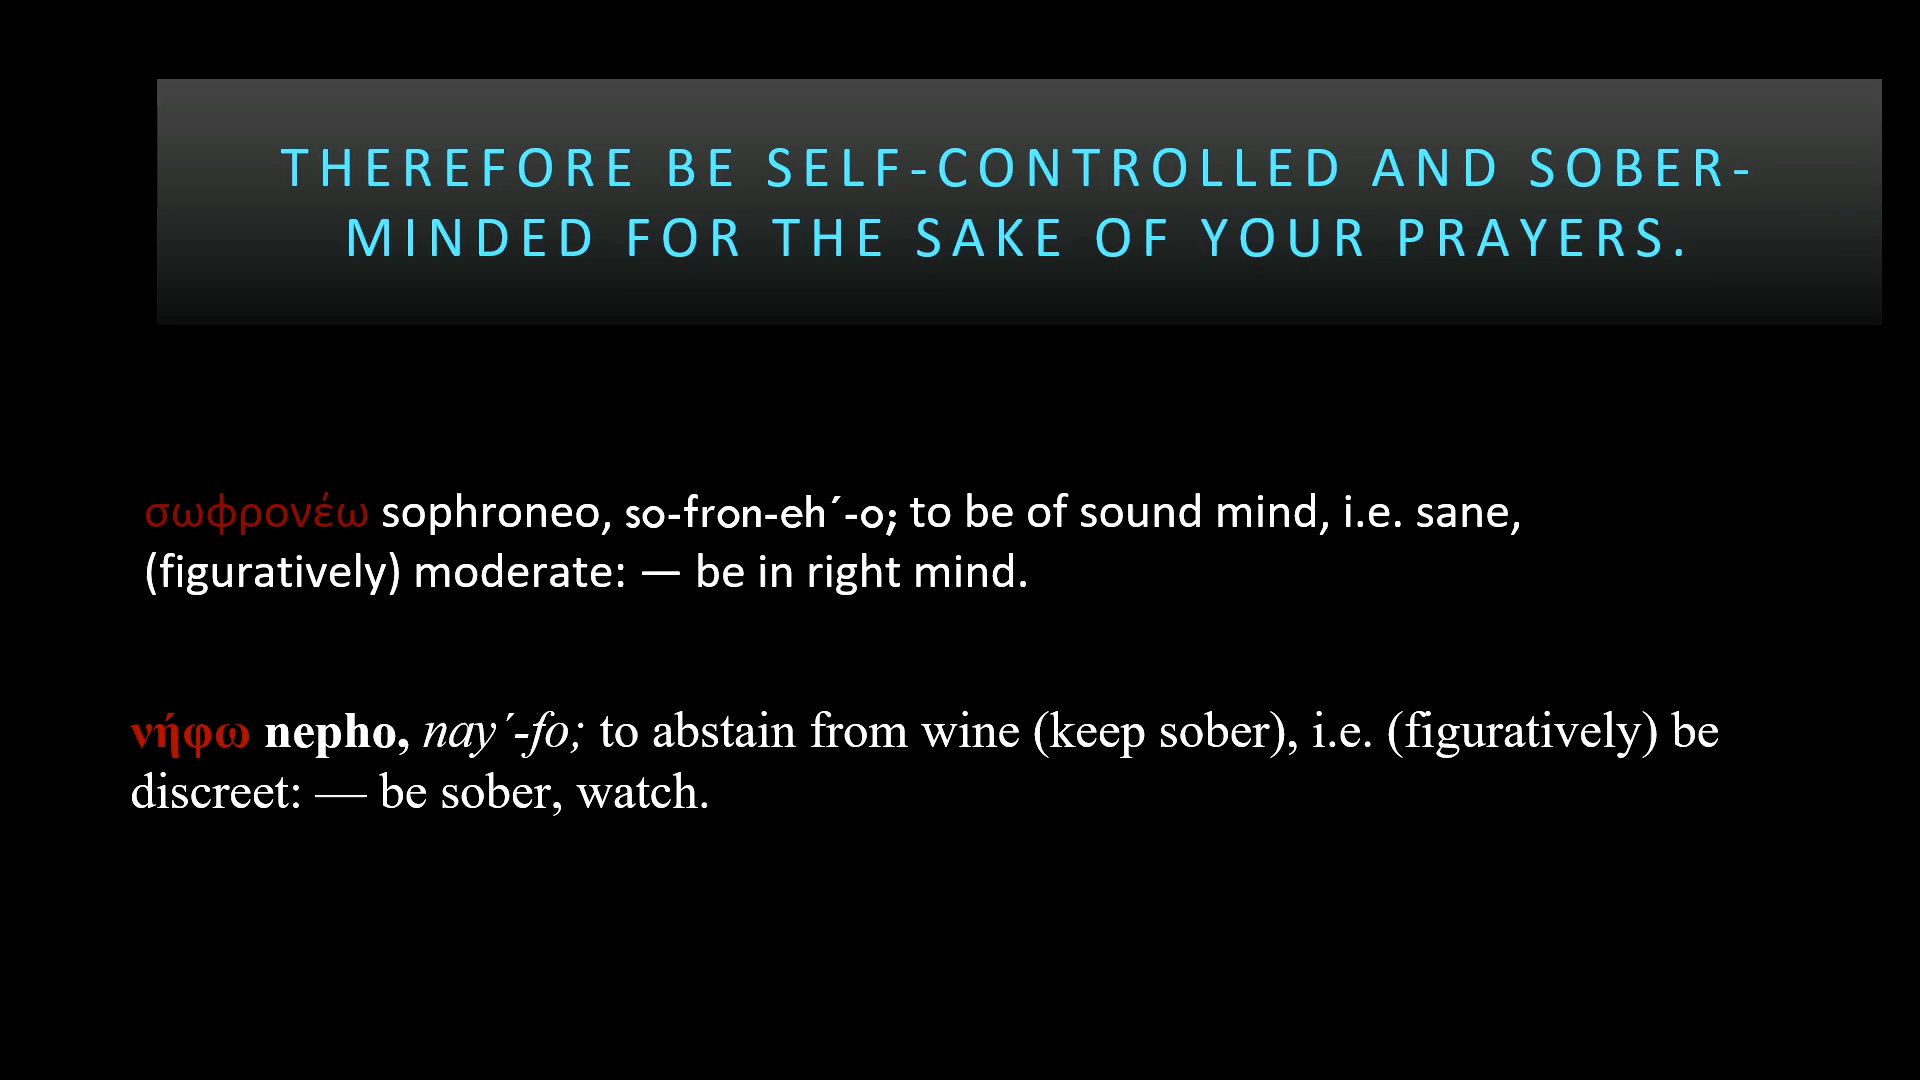 THEREFORE BE SELF-CONTROLLED AND SOBER-
MINDED FOR THE SAKE OF YOUR PRAYERS.
σωφρονέω sophroneo, so-fron-eh´-o; to be of sound mind, i.e. sane,
(figuratively) moderate: — be in right mind.
νήφω nepho, nay´-fo; to abstain from wine (keep sober), i.e. (figuratively) be
discreet: — be sober, watch.